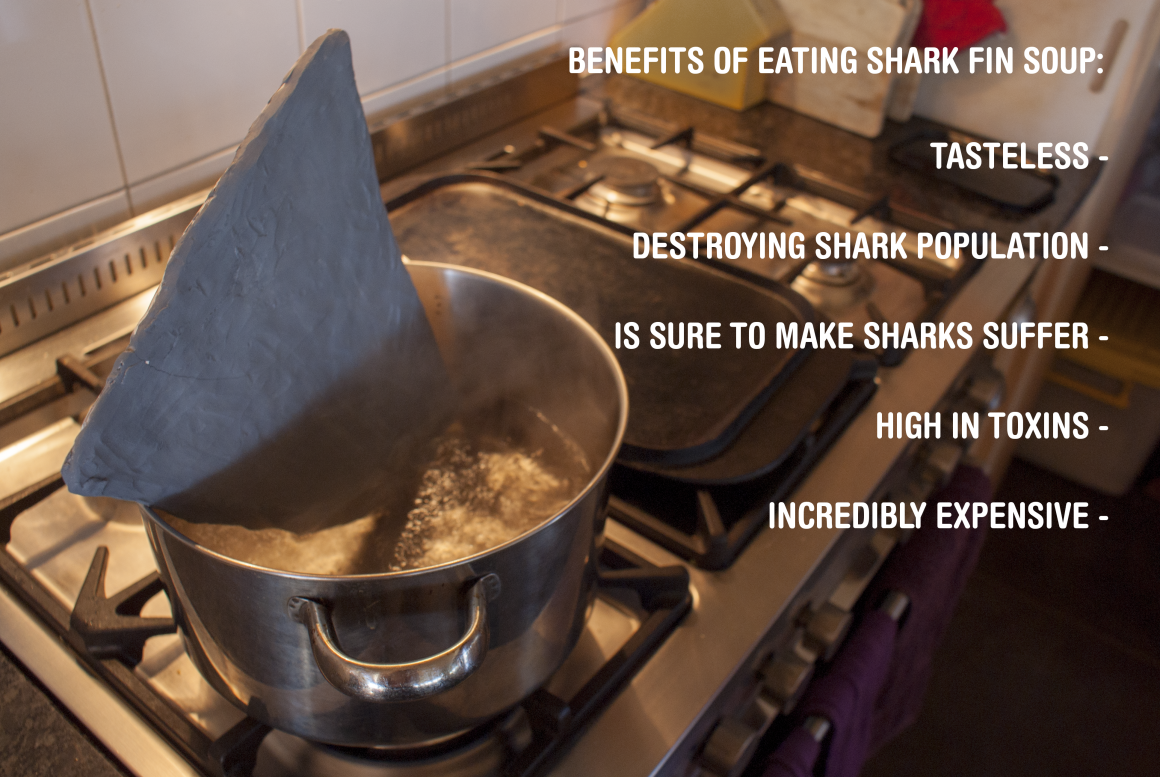 BENEFITS OF EATING SHARK FIN SOUP:
TASTELESS -
DESTROYING SHARK POPULATION -
IS SURE TO MAKE SHARKS SUFFER -
HIGH IN TOXINS -
INCREDIBLY EXPENSIVE -